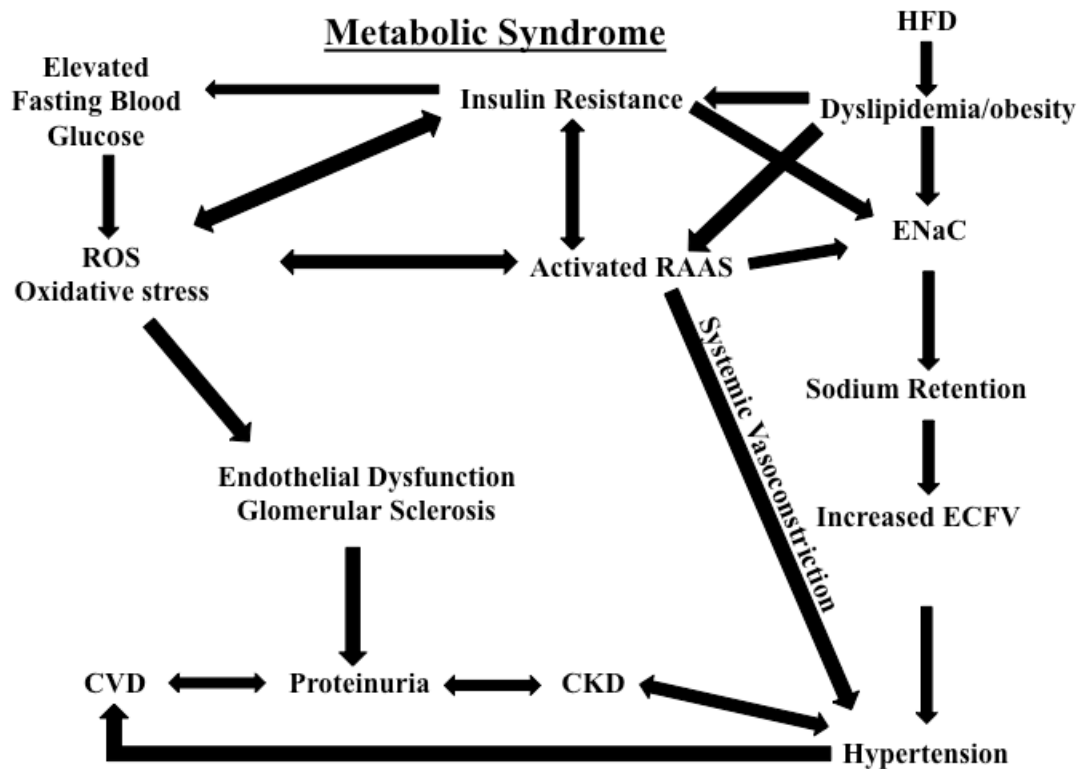 Metabolic Syndrome
HFD
Elevated
Fasting Blood
Glucose
Insulin Resistance
Dyslipidemia/obesity
ROS
Oxidative stress
Activated RAAS
ENaC
Systemic Vasoconstriction
Sodium Retention
Endothelial Dysfunction
Glomerular Sclerosis
Increased ECFV
CVD
Proteinuria
CKD
Hypertension